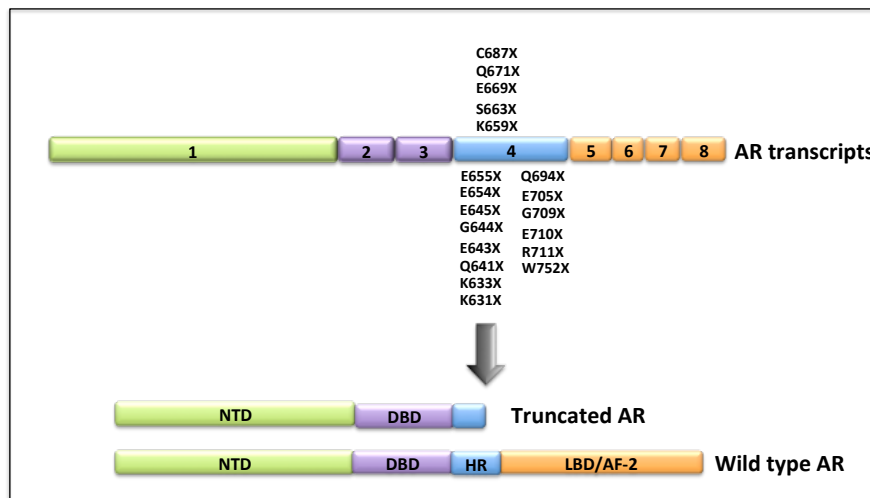 C687X
Q671X
E669X
S663X
K659X
1 2 3 4 5 6 7 8 AR transcripts
E655X Q694X
E654X E705X
E645X G709X
G644X E710X
E643X R711X
Q641X W752X
K633X
K631X
NTD DBD Truncated AR
NTD DBD HR LBD/AF-2 Wild type AR